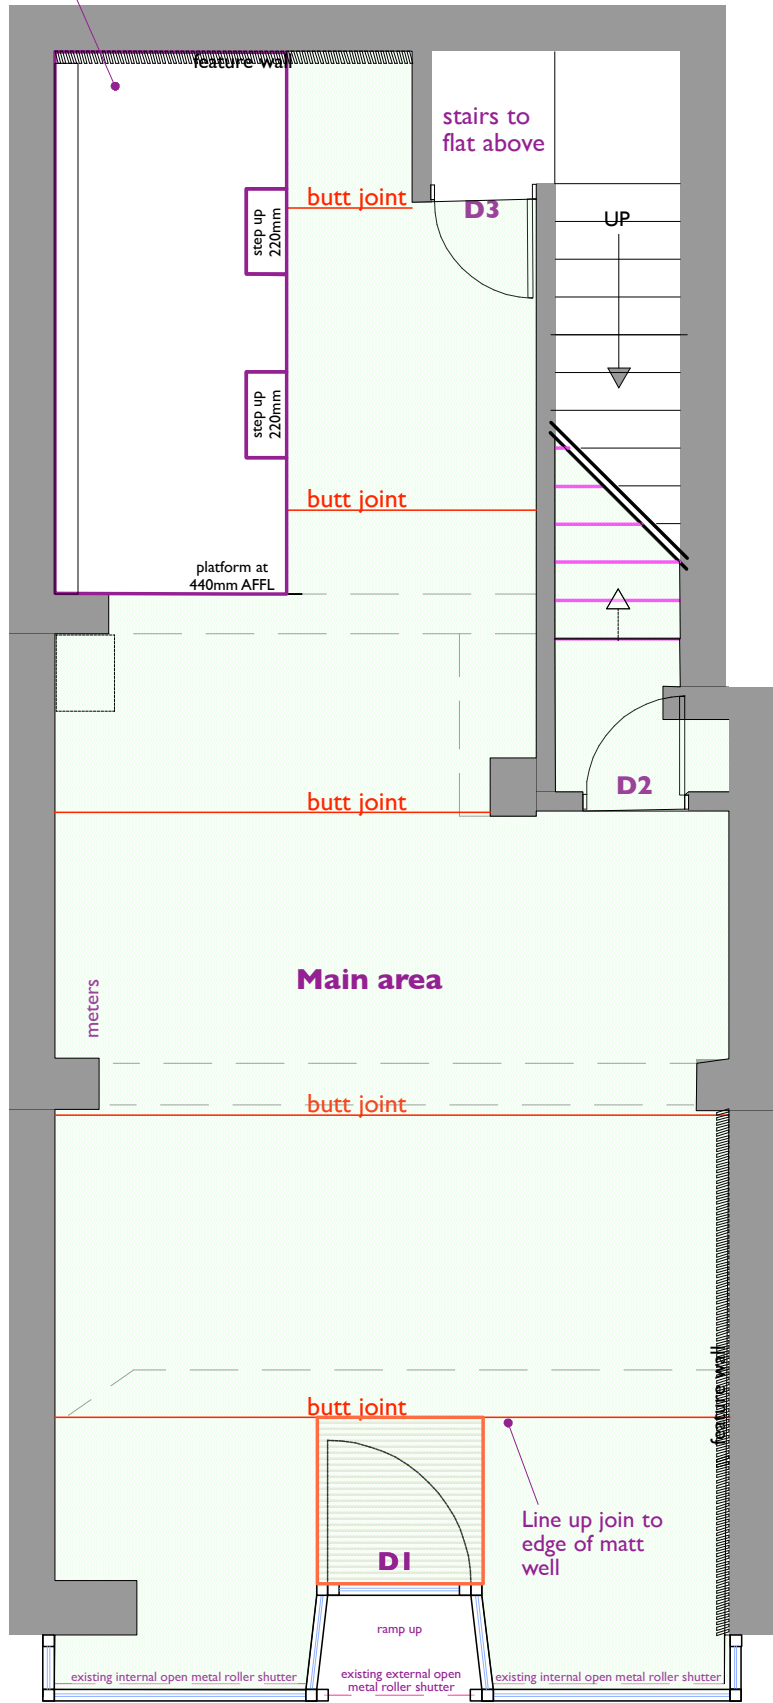 feature wall
stairs to
flat above
butt joint
D3
UP
step up
220mm
step up
220mm
butt joint
platform at
440mm AFFL
D2
butt joint
Main area
meters
butt joint
feature wall
butt joint
Line up join to
edge of matt
well
D1
ramp up
existing internal open metal roller shutter
existing external open
metal roller shutter
existing internal open metal roller shutter